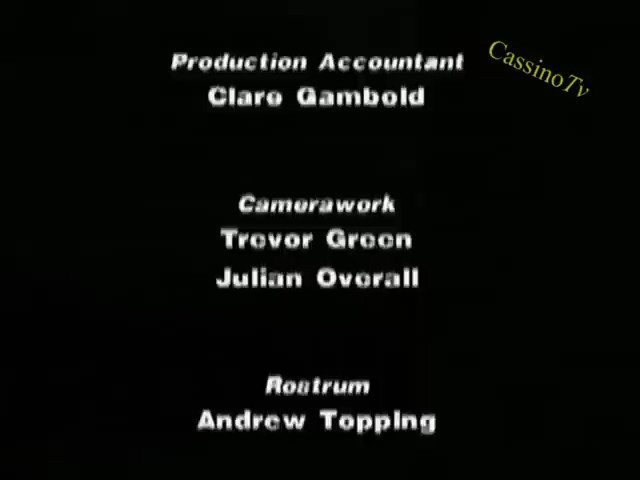 Production Accountant
Clare Gambold
CassinoTv
Camerawork
Trevor Green
Julian Overall
Rostrum
Andrew Topping